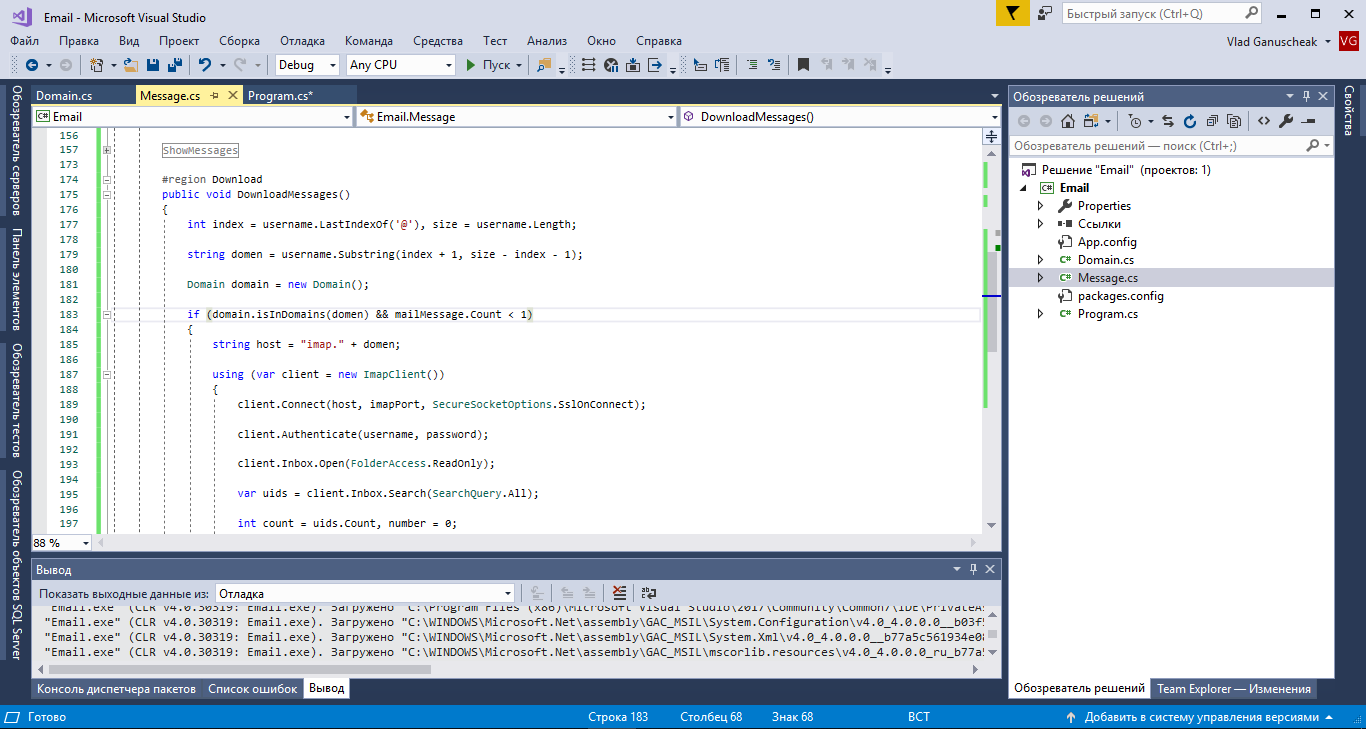 Email - Microsoft Visual Studio
Быстрый запуск (Ctrl+Q)
Файл Правка Вид Проект Сборка Отладка Команда Средства Тест Анализ Окно Справка
Vlad Ganuscheak VG
Debug Any CPU Пуск
Обозреватель серверов
Панель элементов
Обозреватель тестов
Обозреватель объектов SQL Server
Domain.cs Message.cs Program.cs*
C# Email Email.Message DownloadMessages()
156
157 ShowMessages
173
174 #region Download
175 public void DownloadMessages()
176 {
177 int index = username.LastIndexOf('@'), size = username.Length;
178
179 string domen = username.Substring(index + 1, size - index - 1);
180
181 Domain domain = new Domain();
182
183 if (domain.isInDomains(domen) && mailMessage.Count < 1)
184 {
185 string host = "imap." + domen;
186
187 using (var client = new ImapClient())
188 {
189 client.Connect(host, imapPort, SecureSocketOptions.SslOnConnect);
190
191 client.Authenticate(username, password);
192
193 client.Inbox.Open(FolderAccess.ReadOnly);
194
195 var uids = client.Inbox.Search(SearchQuery.All);
196
197 int count = uids.Count, number = 0;
88 %
Вывод
Показать выходные данные из: Отладка
"Email.exe" (CLR v4.0.30319: Email.exe). Загружено "C:\Program Files (x86)\Microsoft Visual Studio\2017\Community\Common7\IDE\PrivateAs
"Email.exe" (CLR v4.0.30319: Email.exe). Загружено "C:\WINDOWS\Microsoft.Net\assembly\GAC_MSIL\System.Configuration\v4.0_4.0.0.0__b03f5
"Email.exe" (CLR v4.0.30319: Email.exe). Загружено "C:\WINDOWS\Microsoft.Net\assembly\GAC_MSIL\System.Xml\v4.0_4.0.0.0__b77a5c561934e08
"Email.exe" (CLR v4.0.30319: Email.exe). Загружено "C:\WINDOWS\Microsoft.Net\assembly\GAC_MSIL\mscorlib.resources\v4.0_4.0.0.0_ru_b77a5
Консоль диспетчера пакетов Список ошибок Вывод
Обозреватель решений
Обозреватель решений — поиск (Ctrl+;)
Решение "Email" (проектов: 1)
C# Email
Properties
Ссылки
App.config
C# Domain.cs
C# Message.cs
packages.config
C# Program.cs
Обозреватель решений Team Explorer — Изменения
Свойства
Готово Строка 183 Столбец 68 Знак 68 ВСТ Добавить в систему управления версиями